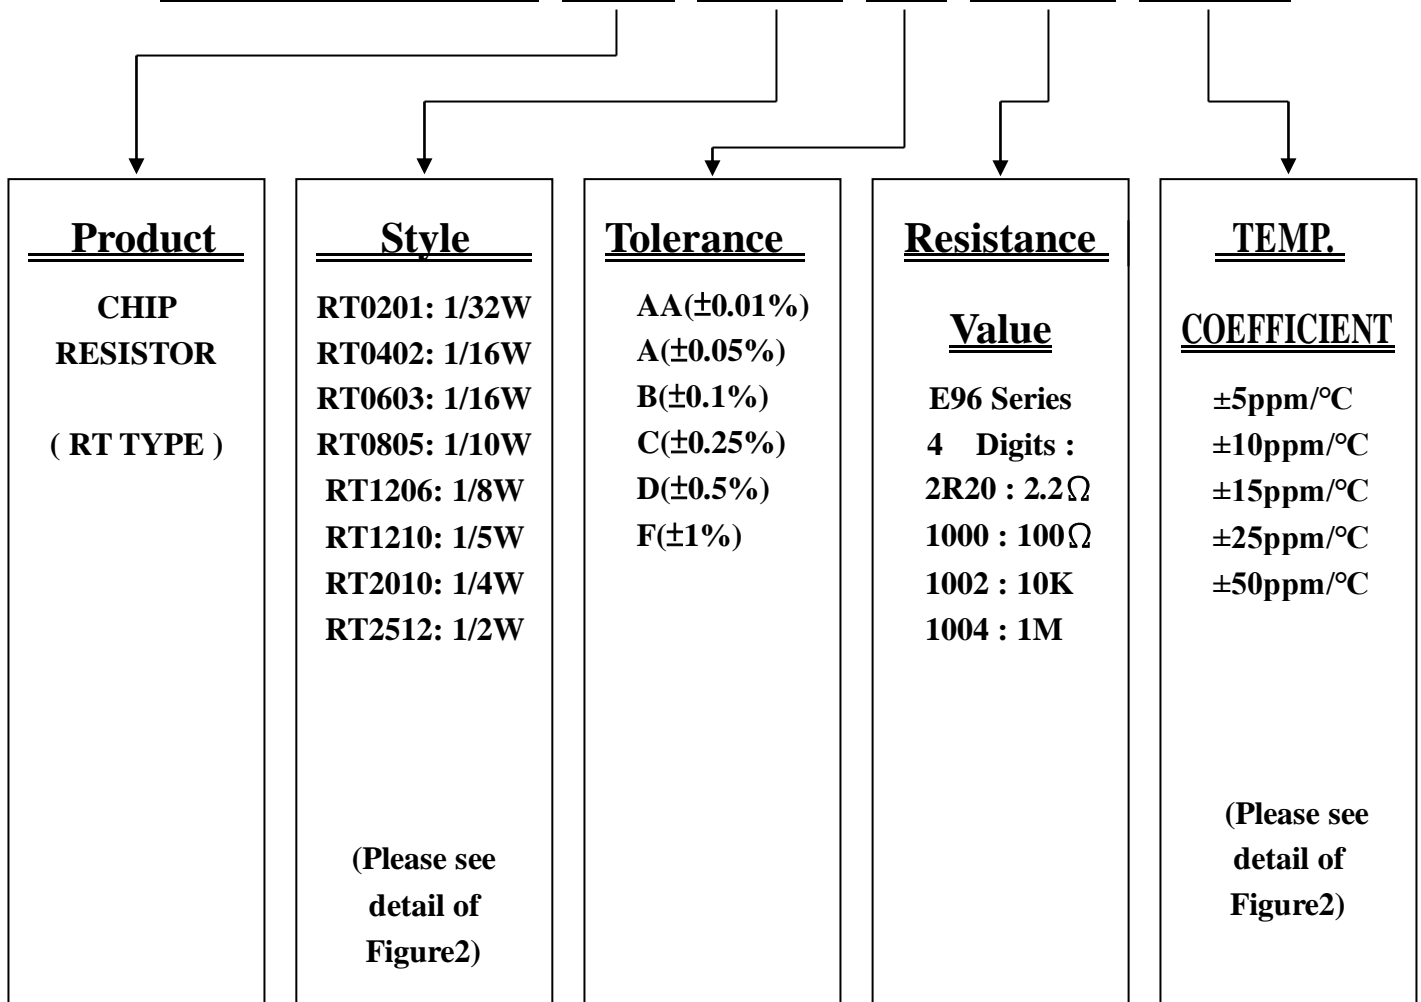 Product
CHIP
RESISTOR
( RT TYPE )
Style
RT0201: 1/32W
RT0402: 1/16W
RT0603: 1/16W
RT0805: 1/10W
RT1206: 1/8W
RT1210: 1/5W
RT2010: 1/4W
RT2512: 1/2W
(Please see
detail of
Figure2)
Tolerance
AA(±0.01%)
A(±0.05%)
B(±0.1%)
C(±0.25%)
D(±0.5%)
F(±1%)
Resistance
Value
E96 Series
4 Digits :
2R20 : 2.2Ω
1000 : 100Ω
1002 : 10K
1004 : 1M
TEMP.
COEFFICIENT
±5ppm/°C
±10ppm/°C
±15ppm/°C
±25ppm/°C
±50ppm/°C
(Please see
detail of
Figure2)